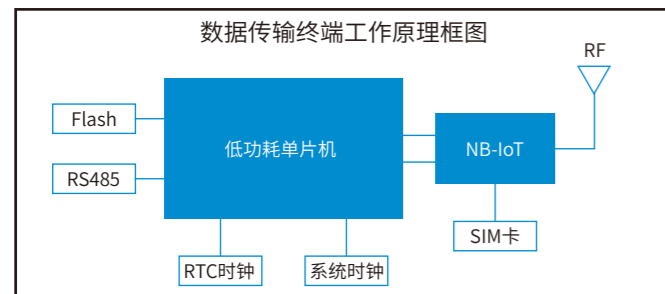 数据传输终端工作原理框图
RF
Flash
低功耗单片机
NB-IoT
RS485
SIM卡
RTC时钟
系统时钟